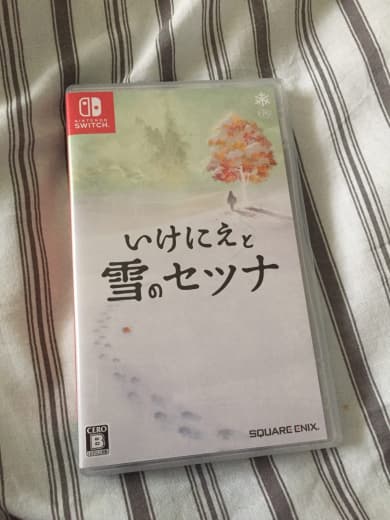 NINTENDO
SWITCH.
いけにえと
雪のセツナ
CERO
B
SQUARE ENIX.